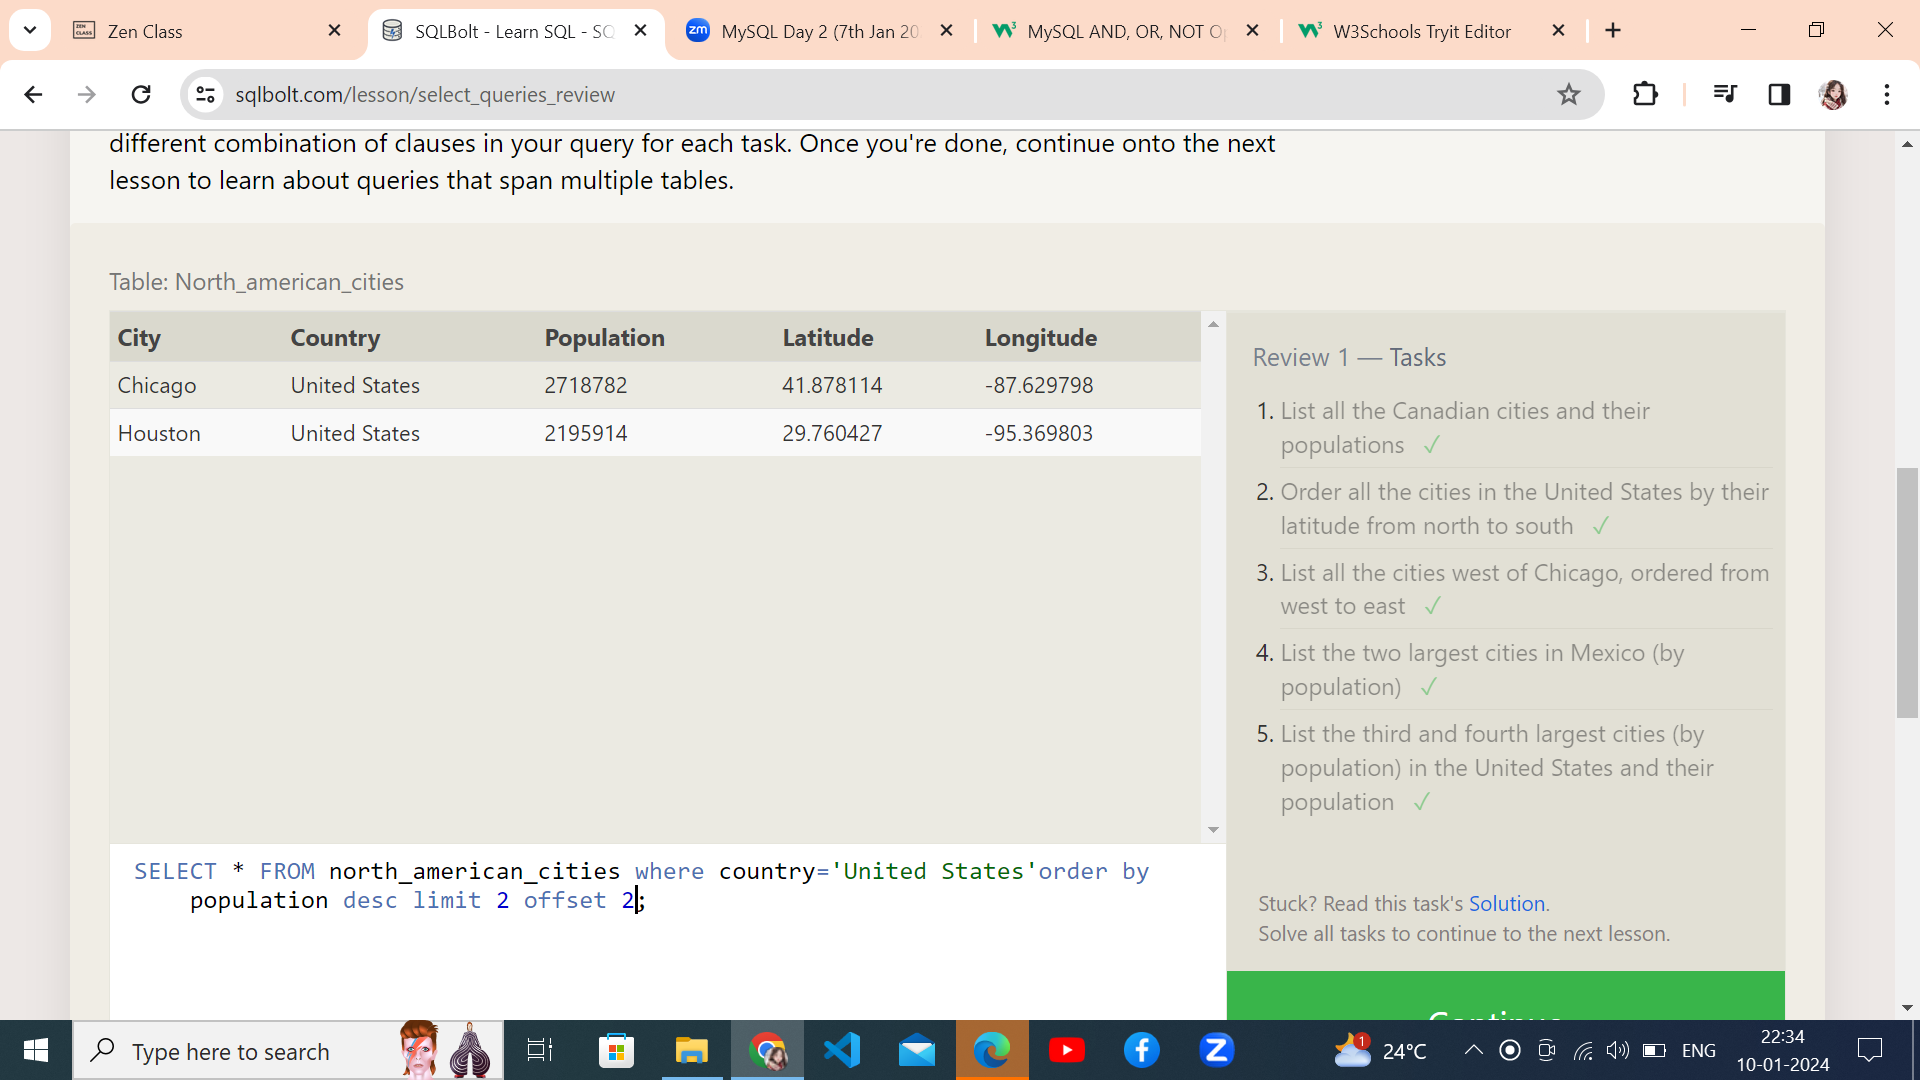 Zen Class
SQLBolt - Learn SQL - SQ
zm
MySQL Day 2 (7th Jan 20
MySQL AND, OR, NOT Op
W3Schools Tryit Editor
sqlbolt.com/lesson/select_queries_review
different combination of clauses in your query for each task. Once you're done, continue onto the next
lesson to learn about queries that span multiple tables.
Table: North_american_cities
City Country Population Latitude Longitude
Chicago United States 2718782 41.878114 -87.629798
Houston United States 2195914 29.760427 -95.369803
Review 1 — Tasks
1. List all the Canadian cities and their
populations ✓
2. Order all the cities in the United States by their
latitude from north to south ✓
3. List all the cities west of Chicago, ordered from
west to east ✓
4. List the two largest cities in Mexico (by
population) ✓
5. List the third and fourth largest cities (by
population) in the United States and their
population ✓
SELECT * FROM north_american_cities where country='United States'order by
population desc limit 2 offset 2;
Stuck? Read this task's Solution.
Solve all tasks to continue to the next lesson.
Continue
Type here to search
1
24°C
ENG
22:34
10-01-2024